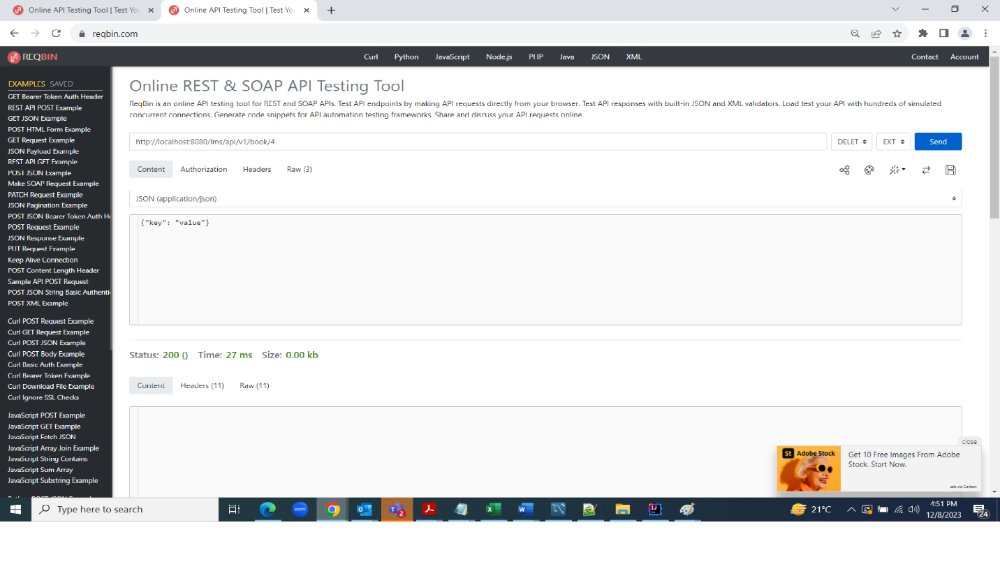 Online API Testing Tool | Test You
Online API Testing Tool | Test You
reqbin.com
REQBIN
Curl Python JavaScript Node.js PHP Java JSON XML
Contact Account
EXAMPLES SAVED
GET Bearer Token Auth Header
REST API POST Example
GET JSON Example
POST HTML Form Example
GET Request Example
JSON Payload Example
REST API GET Example
POST JSON Example
Make SOAP Request Example
PATCH Request Example
JSON Pagination Example
POST JSON Bearer Token Auth He
POST Request Example
JSON Response Example
PUT Request Example
Keep Alive Connection
POST Content Length Header
Sample API POST Request
POST JSON String Basic Authentic
POST XML Example
Curl POST Request Example
Curl GET Request Example
Curl POST JSON Example
Curl POST Body Example
Curl Basic Auth Example
Curl Bearer Token Example
Curl Download File Example
Curl Ignore SSL Checks
JavaScript POST Example
JavaScript GET Example
JavaScript Fetch JSON
JavaScript Array Join Example
JavaScript String Contains
JavaScript Sum Array
JavaScript Substring Example
Online REST & SOAP API Testing Tool
ReqBin is an online API testing tool for REST and SOAP APIs. Test API endpoints by making API requests directly from your browser. Test API responses with built-in JSON and XML validators. Load test your API with hundreds of simulated
concurrent connections. Generate code snippets for API automation testing frameworks. Share and discuss your API requests online.
http://localhost:8080/lms/api/v1/book/4
DELET EXT Send
Content Authorization Headers Raw (3)
JSON (application/json)
{"key": "value"}
Status: 200 () Time: 27 ms Size: 0.00 kb
Content Headers (11) Raw (11)
close
St Adobe Stock
Get 10 Free Images From Adobe
Stock. Start Now.
ads via Carbon
Type here to search
zoom
21°C
4:51 PM
12/8/2023
24